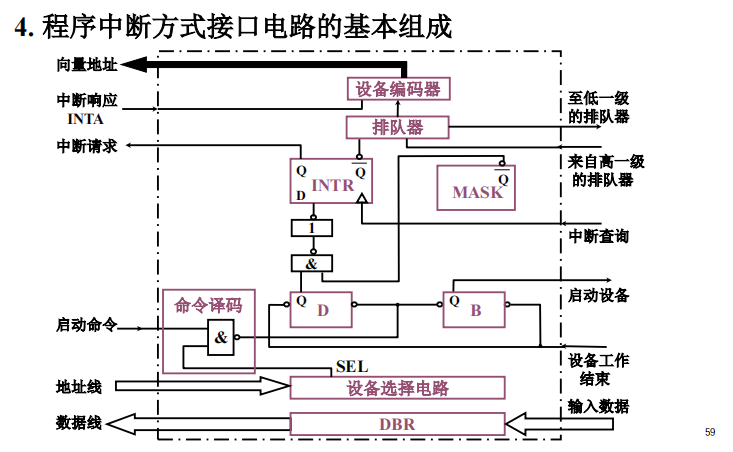 4. 程序中断方式接口电路的基本组成
向量地址
设备编码器
中断响应
INTA
至低一级
的排队器
排队器
中断请求
来自高一级
的排队器
Q
Q
Q
INTR
D
MASK
中断查询
1
&
启动设备
命令译码
Q
D
Q
B
启动命令
&
设备工作
结束
SEL
地址线
设备选择电路
输入数据
数据线
DBR
59